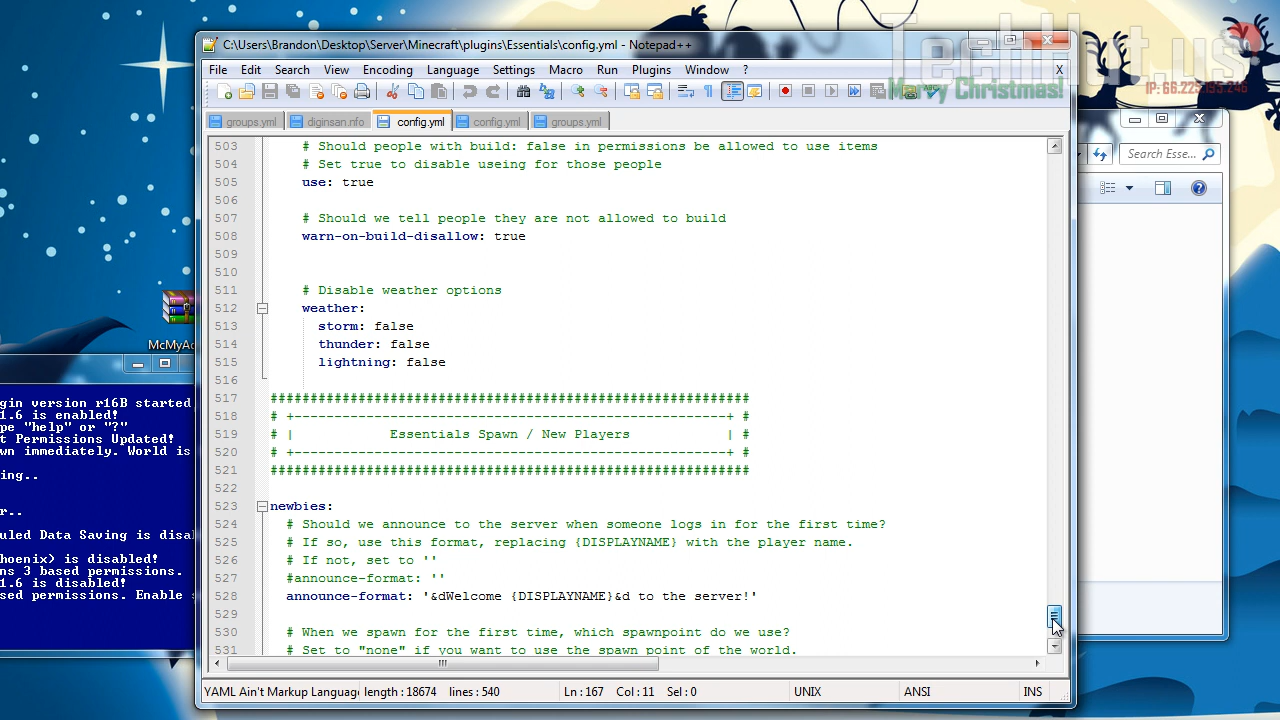 TechHut.us
Merry Christmas!
IP: 66.225.193.246
C:\Users\Brandon\Desktop\Server\Minecraft\plugins\Essentials\config.yml - Notepad++
File Edit Search View Encoding Language Settings Macro Run Plugins Window ? X
groups.yml diginsan.nfo config.yml config.yml groups.yml
503 # Should people with build: false in permissions be allowed to use items
504 # Set true to disable useing for those people
505 use: true
506
507 # Should we tell people they are not allowed to build
508 warn-on-build-disallow: true
509
510
511 # Disable weather options
512 weather:
513 storm: false
514 thunder: false
515 lightning: false
516
517 ############################################################
518 # +------------------------------------------------------+ #
519 # | Essentials Spawn / New Players | #
520 # +------------------------------------------------------+ #
521 ############################################################
522
523 newbies:
524 # Should we announce to the server when someone logs in for the first time?
525 # If so, use this format, replacing {DISPLAYNAME} with the player name.
526 # If not, set to ''
527 #announce-format: ''
528 announce-format: '&dWelcome {DISPLAYNAME}&d to the server!'
529
530 # When we spawn for the first time, which spawnpoint do we use?
531 # Set to "none" if you want to use the spawn point of the world.
YAML Ain't Markup Language length : 18674 lines : 540 Ln : 167 Col : 11 Sel : 0 UNIX ANSI INS
Search Esse...
McMyAd
gin version r16B started
1.6 is enabled!
pe "help" or "?"
t Permissions Updated!
wn immediately. World is
ing..
r..
uled Data Saving is disa
hoenix) is disabled!
ns 3 based permissions.
1.6 is disabled!
sed permissions. Enable